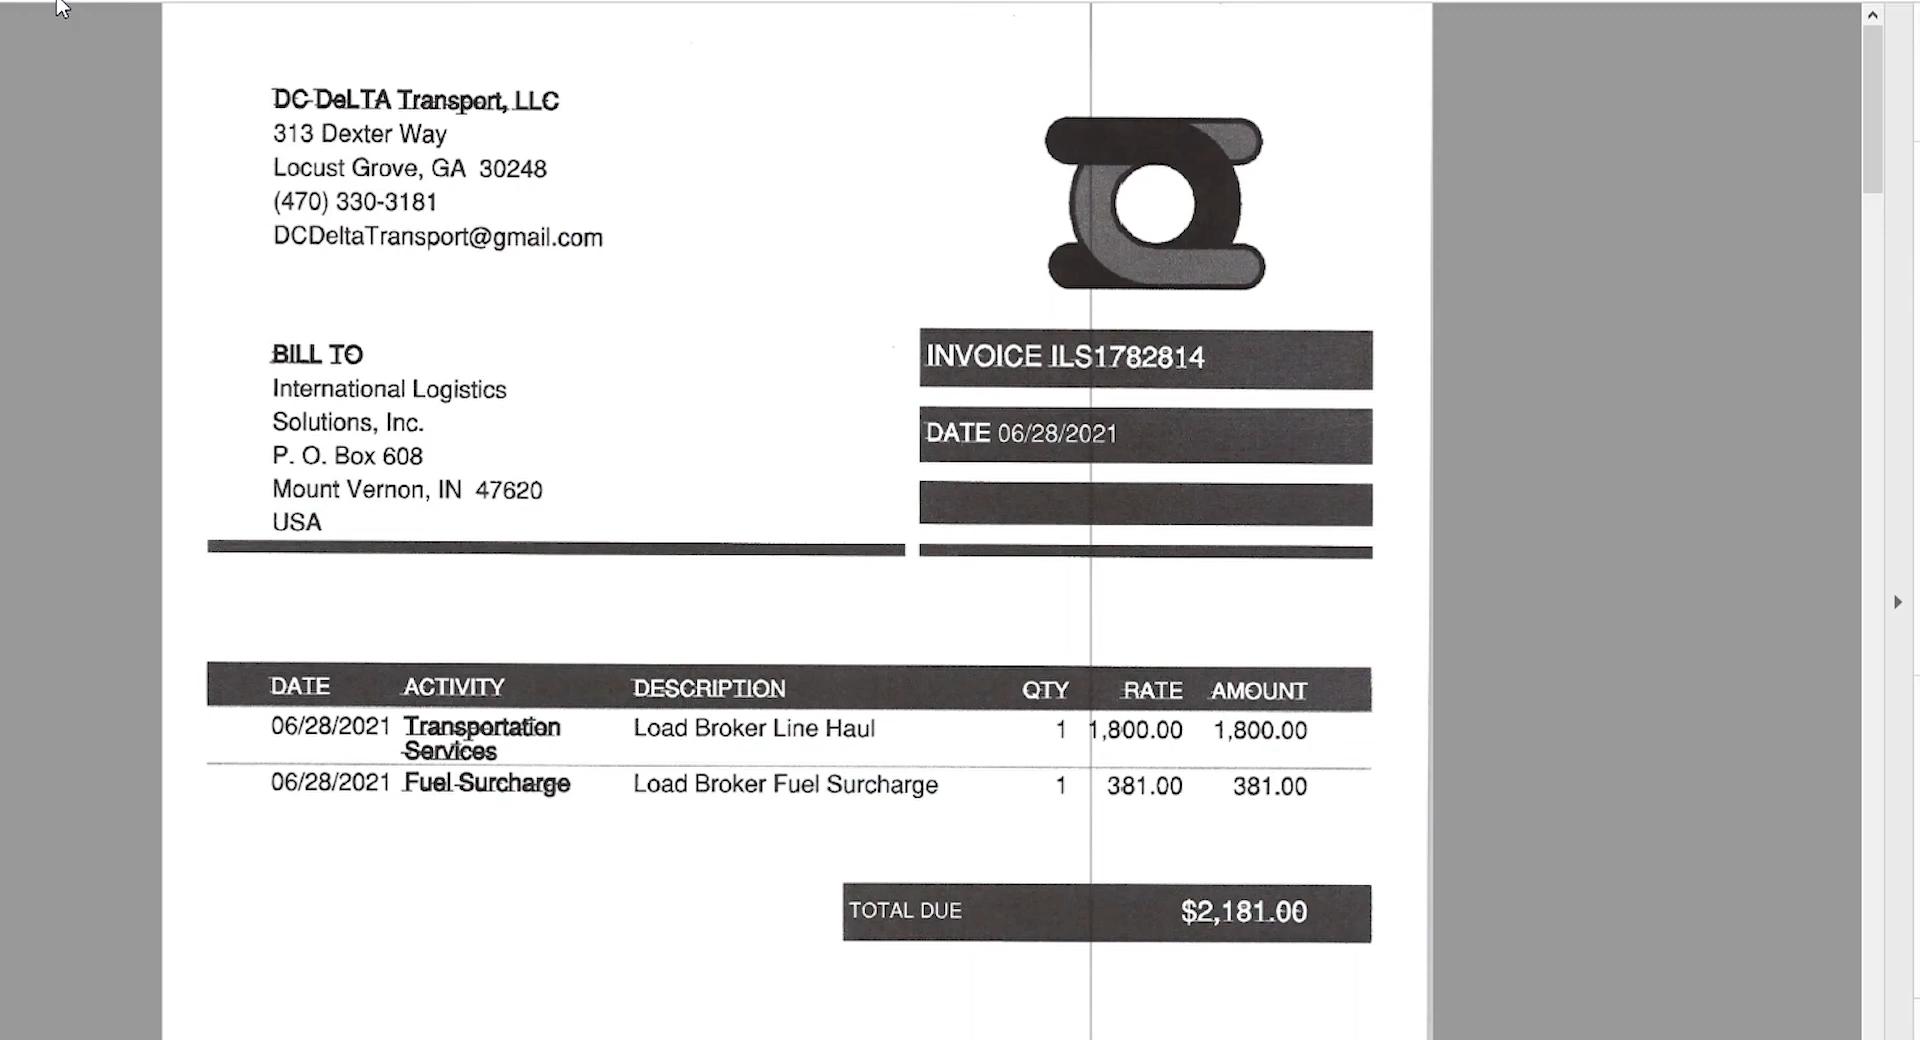 DC DeLTA Transport, LLC
313 Dexter Way
Locust Grove, GA 30248
(470) 330-3181
DCDeltaTransport@gmail.com
BILL TO
International Logistics
Solutions, Inc.
P. O. Box 608
Mount Vernon, IN 47620
USA
INVOICE ILS1782814
DATE 06/28/2021
DATE ACTIVITY DESCRIPTION QTY RATE AMOUNT
06/28/2021 Transportation Load Broker Line Haul 1 1,800.00 1,800.00
Services
06/28/2021 Fuel Surcharge Load Broker Fuel Surcharge 1 381.00 381.00
TOTAL DUE $2,181.00